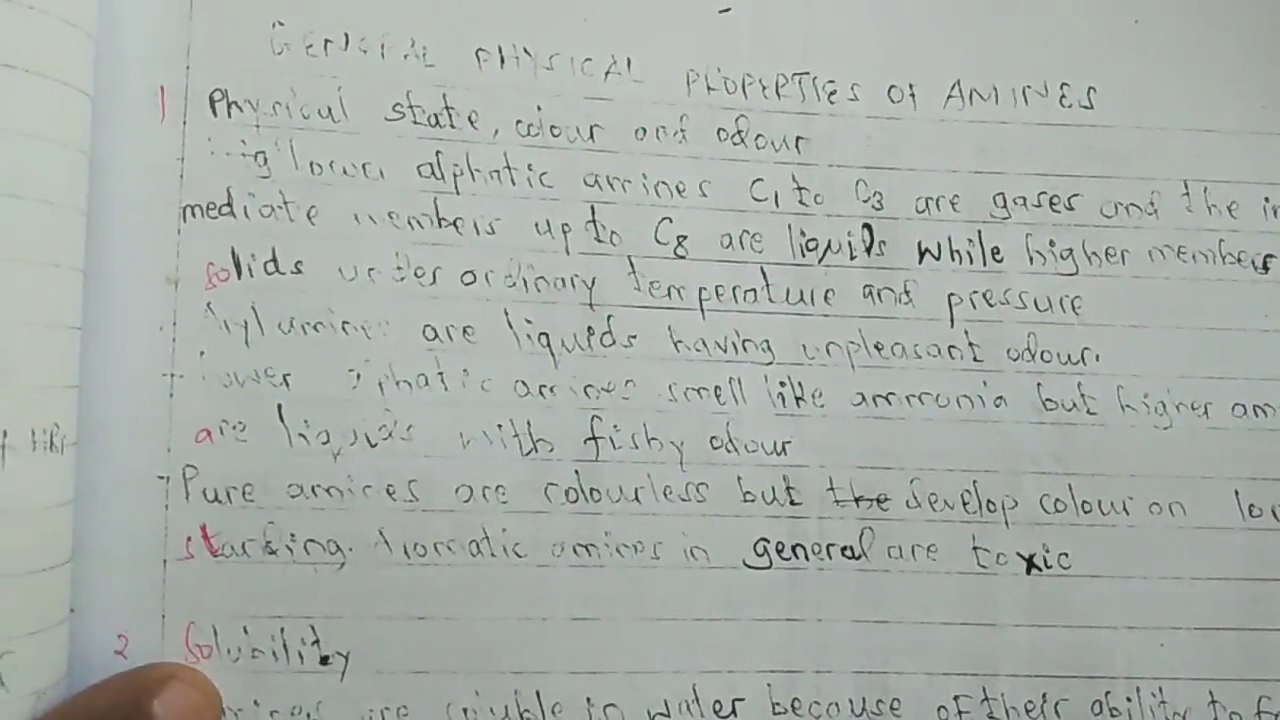 GENERAL PHYSICAL PROPERTIES OF AMINES
1 Physical state, colour and odour
lower aliphatic amines C1 to C3 are gases and the in
mediate members up to C8 are liquids while higher members
solids under ordinary temperature and pressure
Arylamines are liquids having unpleasant odour.
Lower aliphatic amines smell like ammonia but higher am
are liquids with fishy odour
Pure amines are colourless but the develop colour on lo
standing. Aromatic amines in general are toxic
2 Solubility
Amines are soluble in water because of their ability to f